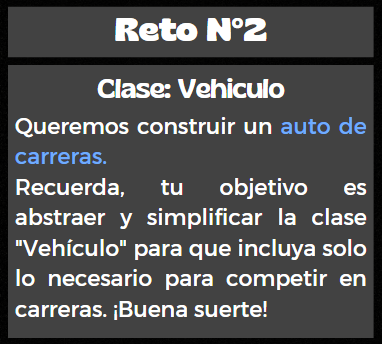 Reto N°2
Clase: Vehiculo
Queremos construir un auto de
carreras.
Recuerda, tu objetivo es
abstraer y simplificar la clase
"Vehículo" para que incluya solo
lo necesario para competir en
carreras. ¡Buena suerte!